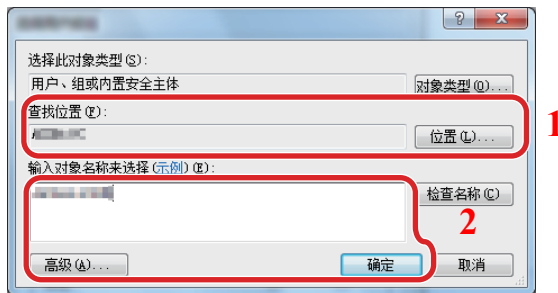 选择此对象类型(S):
用户、组或内置安全主体
对象类型(O)...
查找位置(F):
位置(L)...
1
输入对象名称来选择(示例)(E):
检查名称(C)
2
高级(A)...
确定
取消